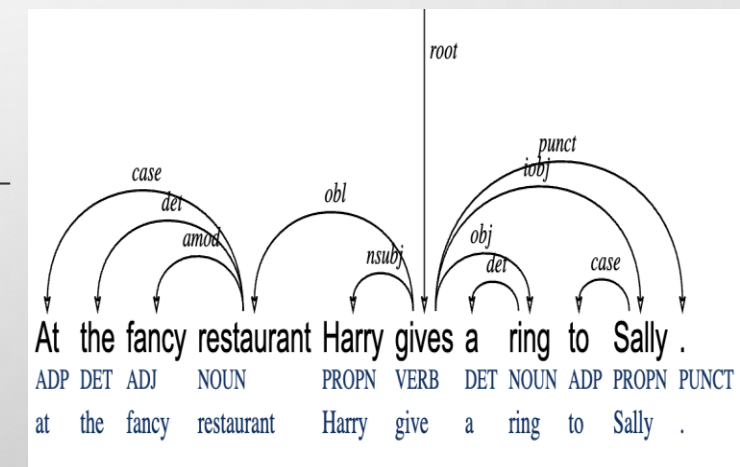 root
punct
iobj
case
det
amod
obl
nsubj
obj
det
case
At the fancy restaurant Harry gives a ring to Sally .
ADP DET ADJ NOUN PROPN VERB DET NOUN ADP PROPN PUNCT
at the fancy restaurant Harry give a ring to Sally .